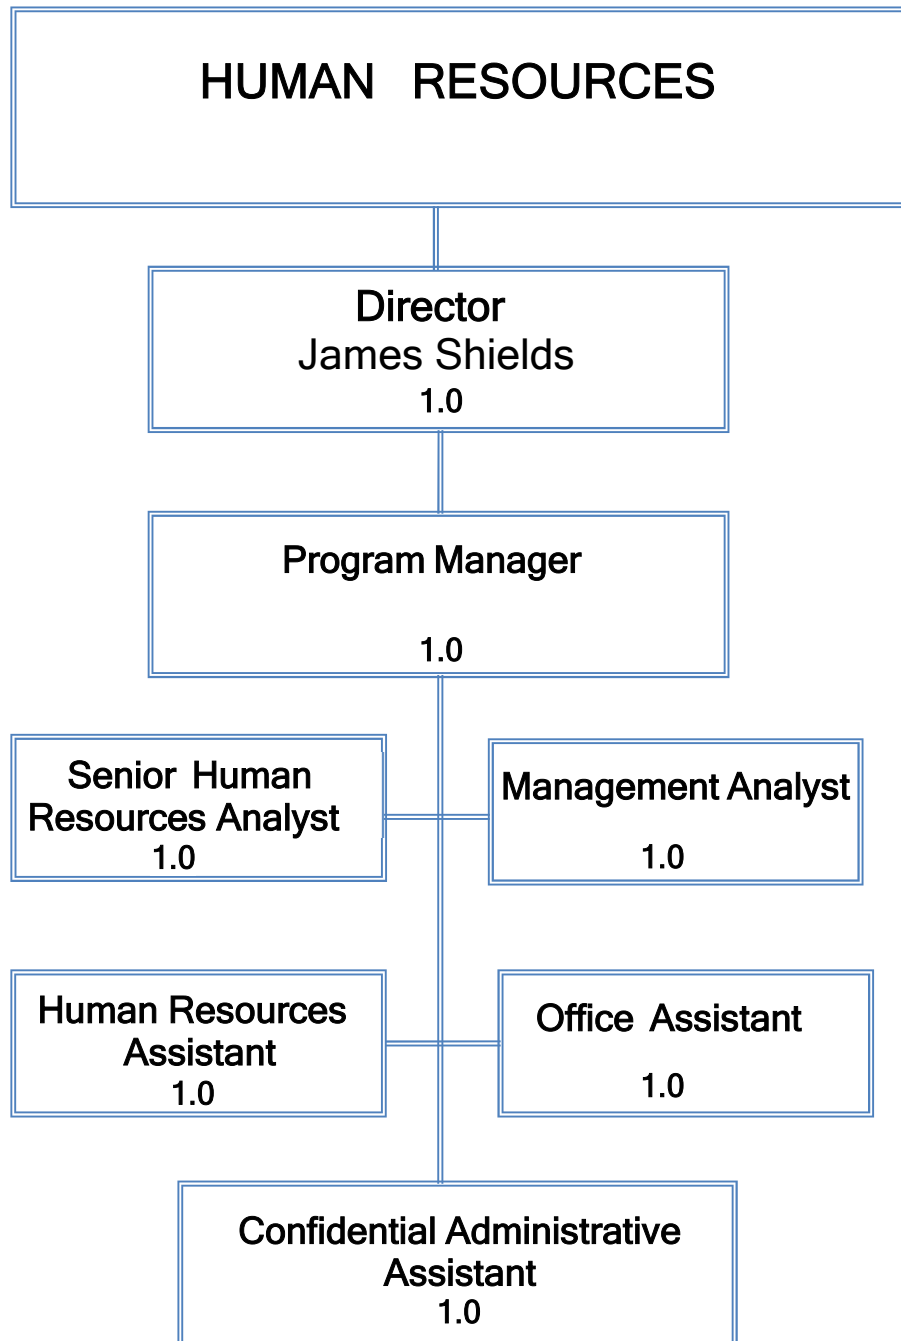 HUMAN RESOURCES
Director
James Shields
1.0
Program Manager
1.0
Senior Human
Resources Analyst
1.0
Management Analyst
1.0
Human Resources
Assistant
1.0
Office Assistant
1.0
Confidential Administrative
Assistant
1.0